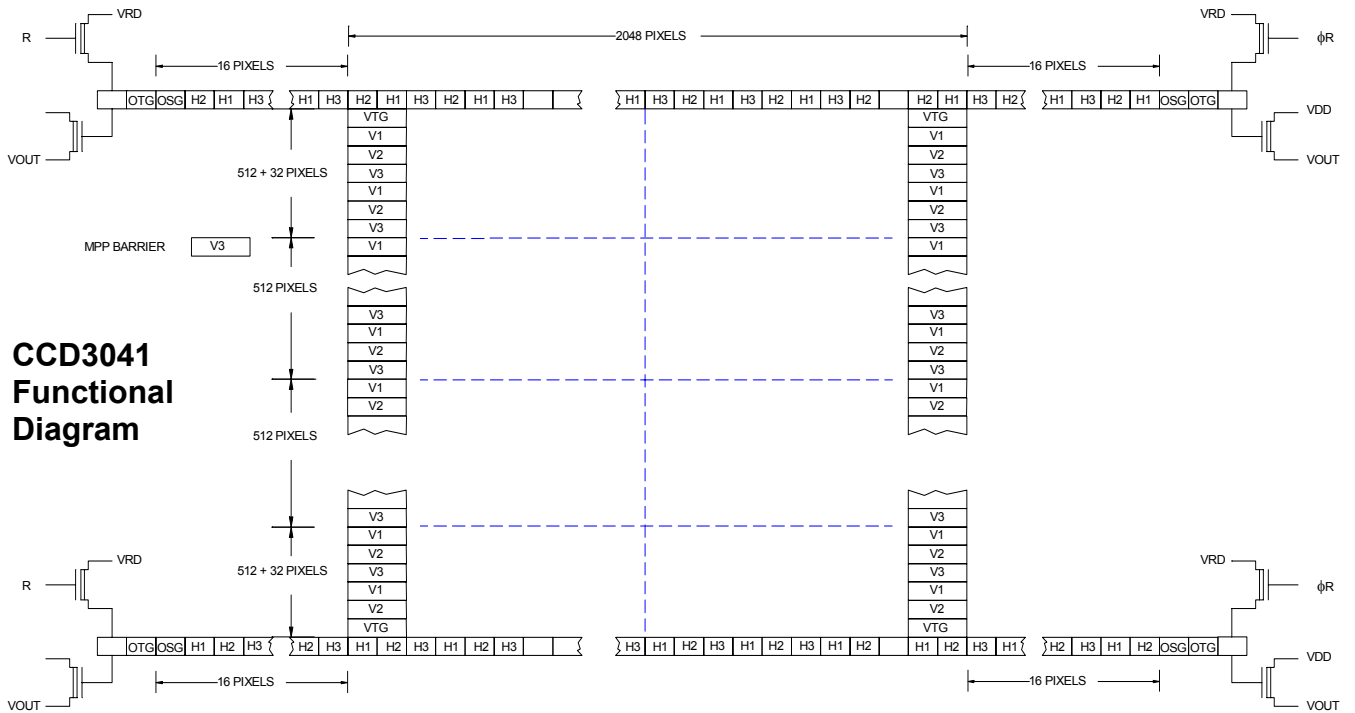 VRD
VRD
R
2048 PIXELS
ϕR
16 PIXELS
16 PIXELS
OTG OSG H2 H1 H3 H1 H3 H2 H1 H3 H2 H1 H3 H1 H3 H2 H1 H3 H2 H1 H3 H2 H2 H1 H3 H2 H1 H3 H2 H1 OSG OTG
VTG VTG
VDD
V1 V1
VOUT V2 V2 VOUT
512 + 32 PIXELS V3 V3
V1 V1
V2 V2
V3 V3
MPP BARRIER V3 V1 V1
512 PIXELS
V3 V3
V1 V1
CCD3041
Functional
Diagram
V2 V2
V3 V3
V1 V1
V2 V2
512 PIXELS
V3 V3
V1 V1
VRD V2 V2 VRD
512 + 32 PIXELS V3 V3
R V1 V1 ϕR
V2 V2
VTG VTG
OTG OSG H1 H2 H3 H2 H3 H1 H2 H3 H1 H2 H3 H3 H1 H2 H3 H1 H2 H3 H1 H2 H1 H2 H3 H1 H2 H3 H1 H2 OSG OTG
VDD
16 PIXELS
16 PIXELS
VOUT
VOUT